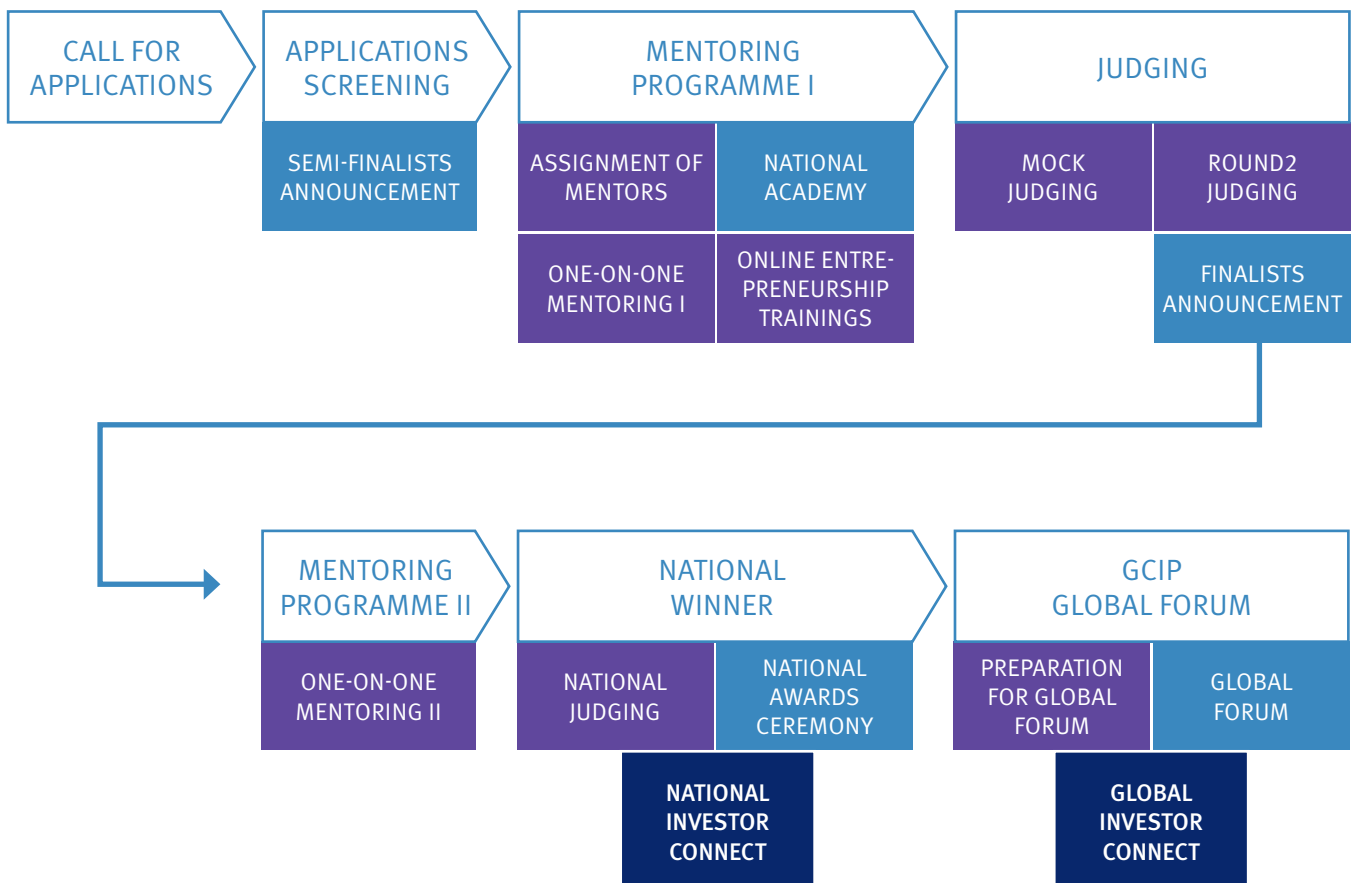 CALL FOR
APPLICATIONS
APPLICATIONS
SCREENING
MENTORING
PROGRAMME I
JUDGING
SEMI-FINALISTS
ANNOUNCEMENT
ASSIGNMENT OF
MENTORS
NATIONAL
ACADEMY
MOCK
JUDGING
ROUND2
JUDGING
ONE-ON-ONE
MENTORING I
ONLINE ENTRE-
PRENEURSHIP
TRAININGS
FINALISTS
ANNOUNCEMENT
MENTORING
PROGRAMME II
NATIONAL
WINNER
GCIP
GLOBAL FORUM
ONE-ON-ONE
MENTORING II
NATIONAL
JUDGING
NATIONAL
AWARDS
CEREMONY
PREPARATION
FOR GLOBAL
FORUM
GLOBAL
FORUM
NATIONAL
INVESTOR
CONNECT
GLOBAL
INVESTOR
CONNECT